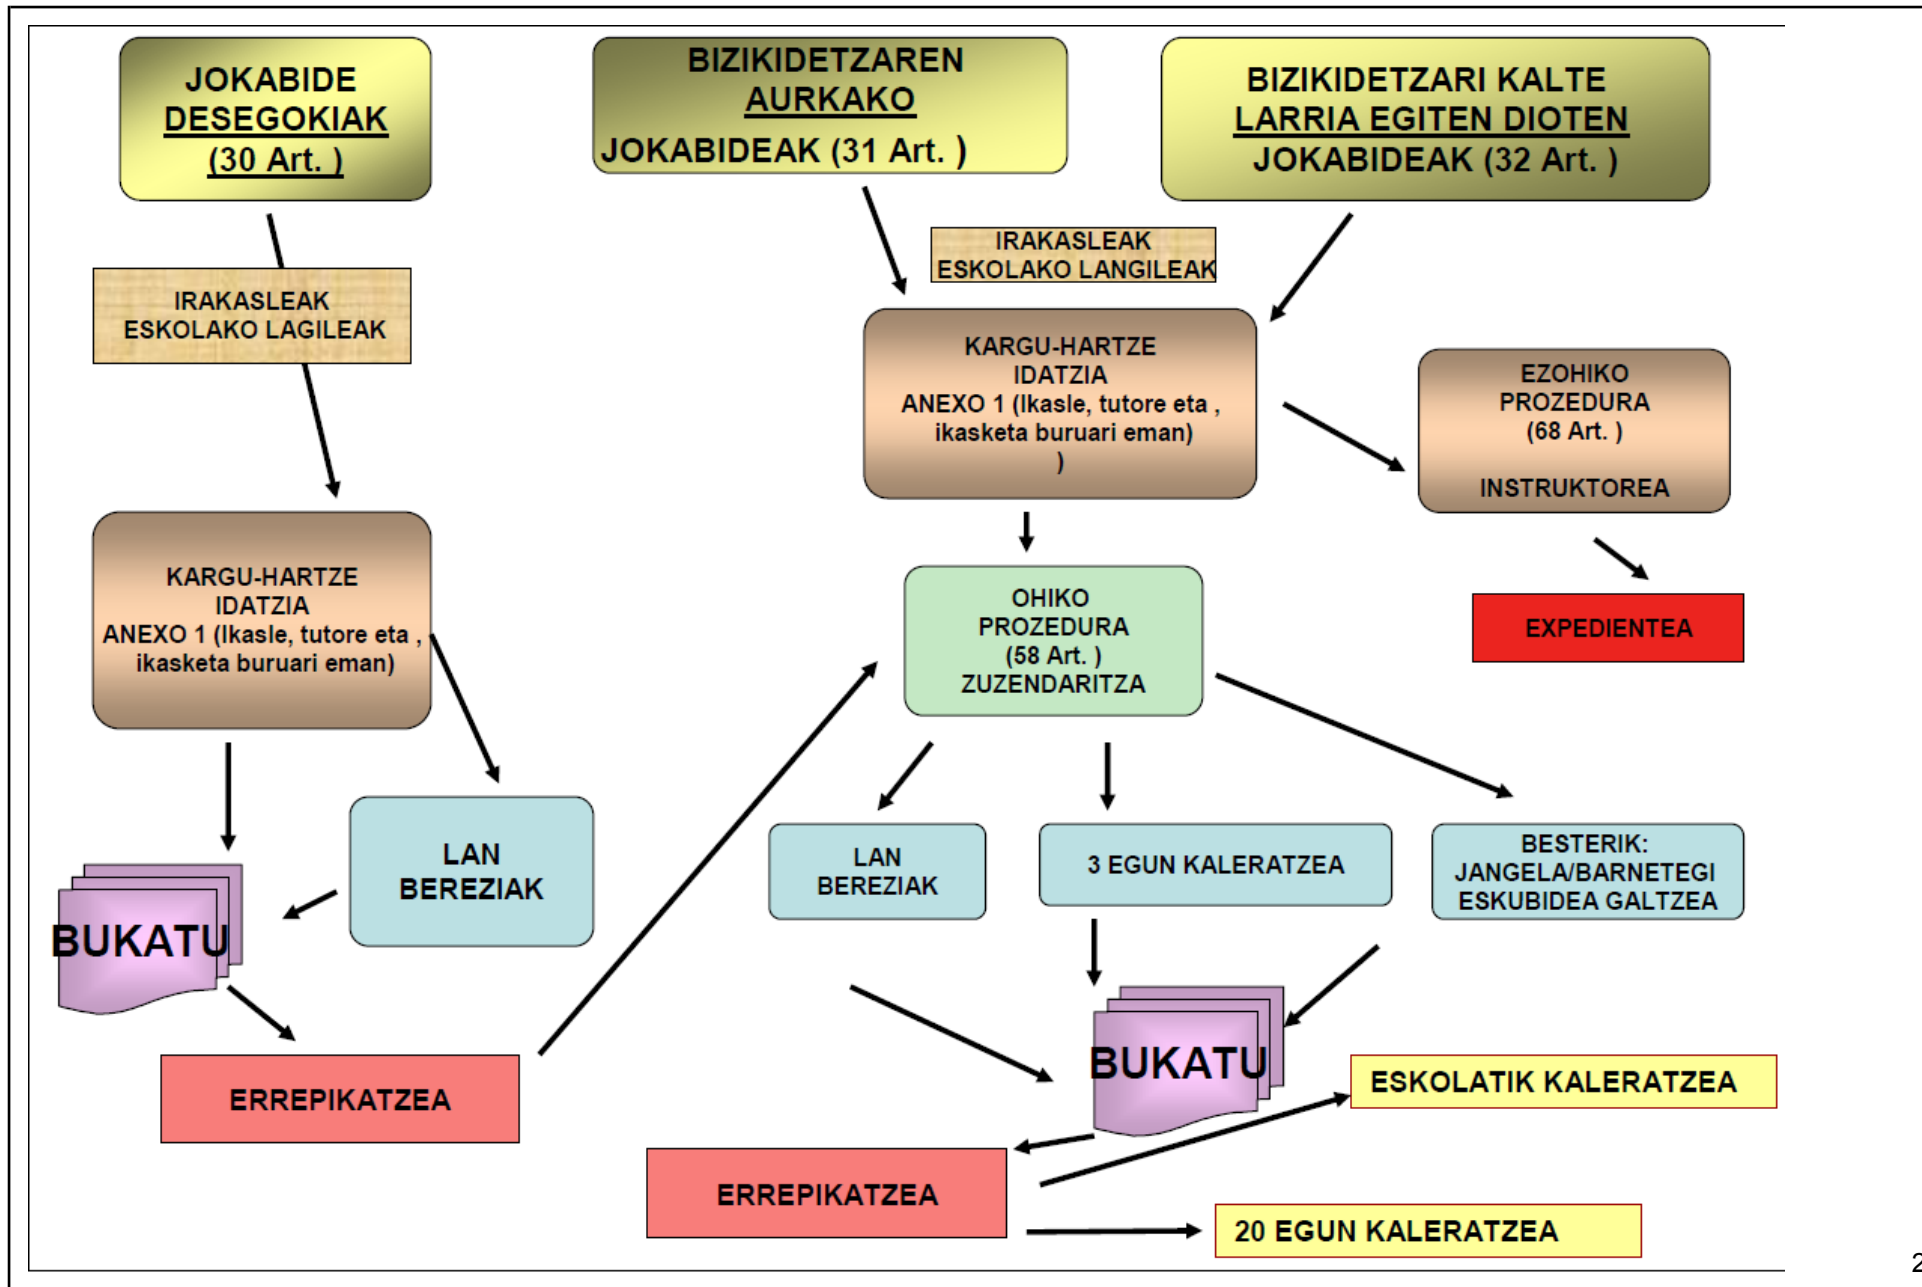 JOKABIDE
DESEGOKIAK
(30 Art. )
BIZIKIDETZAREN
AURKAKO
JOKABIDEAK (31 Art. )
BIZIKIDETZARI KALTE
LARRIA EGITEN DIOTEN
JOKABIDEAK (32 Art. )
IRAKASLEAK
ESKOLAKO LAGILEAK
IRAKASLEAK
ESKOLAKO LANGILEAK
KARGU-HARTZE
IDATZIA
ANEXO 1 (Ikasle, tutore eta ,
ikasketa buruari eman)
)
EZOHIKO
PROZEDURA
(68 Art. )
INSTRUKTOREA
KARGU-HARTZE
IDATZIA
ANEXO 1 (Ikasle, tutore eta ,
ikasketa buruari eman)
OHIKO
PROZEDURA
(58 Art. )
ZUZENDARITZA
EXPEDIENTEA
LAN
BEREZIAK
LAN
BEREZIAK
3 EGUN KALERATZEA
BESTERIK:
JANGELA/BARNETEGI
ESKUBIDEA GALTZEA
BUKATU
BUKATU
ERREPIKATZEA
ESKOLATIK KALERATZEA
ERREPIKATZEA
20 EGUN KALERATZEA
2